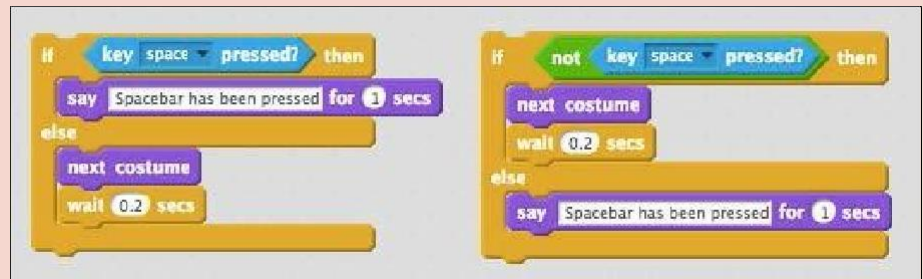 if key space pressed? then
say Spacebar has been pressed for 1 secs
else
next costume
wait 0.2 secs
if not key space pressed? then
next costume
wait 0.2 secs
else
say Spacebar has been pressed for 1 secs